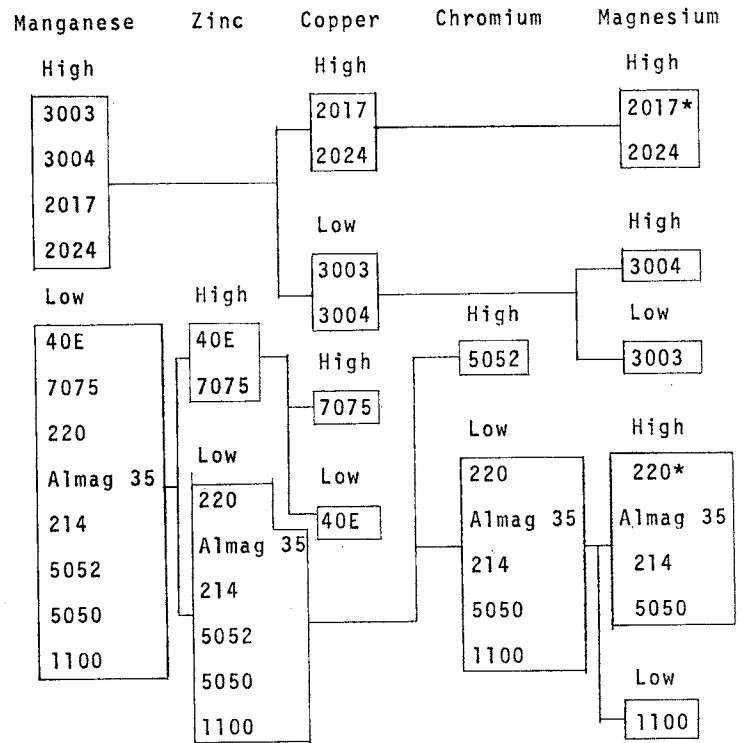 Manganese Zinc Copper Chromium Magnesium
High High High
3003 2017 2017*
3004 2024 2024
2017
2024
Low High
3003 3004
3004
Low High High Low
40E 40E 5052 3003
7075 7075 High
7075
220 Low Low High
Almag 35 220 Low 220 220*
214 Almag 35 40E Almag 35 Almag 35
5052 214 214 214
5050 5052 5050 5050
1100 5050 1100 Low
1100 1100